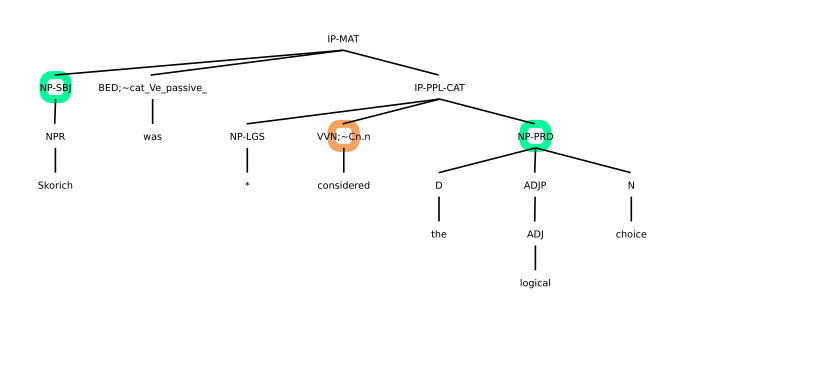 IP-MAT
NP-SBJ BED;~cat_Ve_passive_ IP-PPL-CAT
NPR was NP-LGS VVN;~Cn.n NP-PRD
Skorich * considered D ADJP N
the ADJ choice
logical